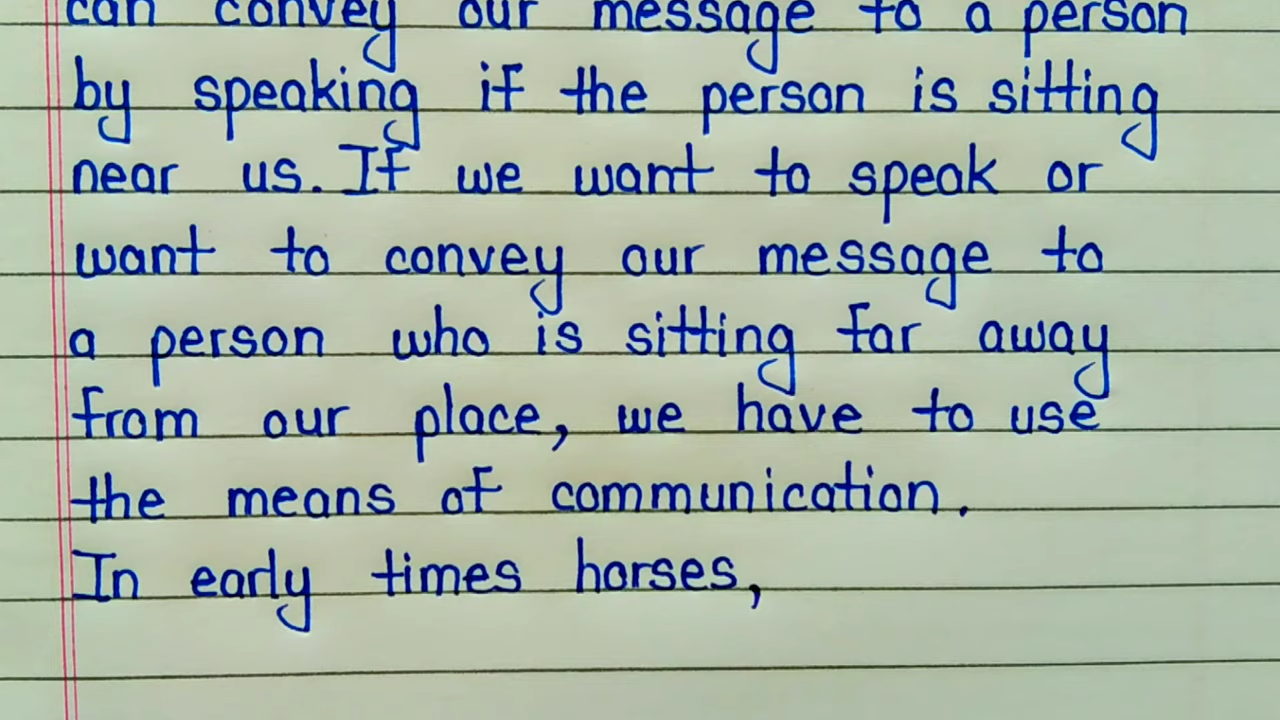 can convey our message to a person
by speaking if the person is sitting
near us. If we want to speak or
want to convey our message to
a person who is sitting far away
from our place, we have to use
the means of communication.
In early times horses,